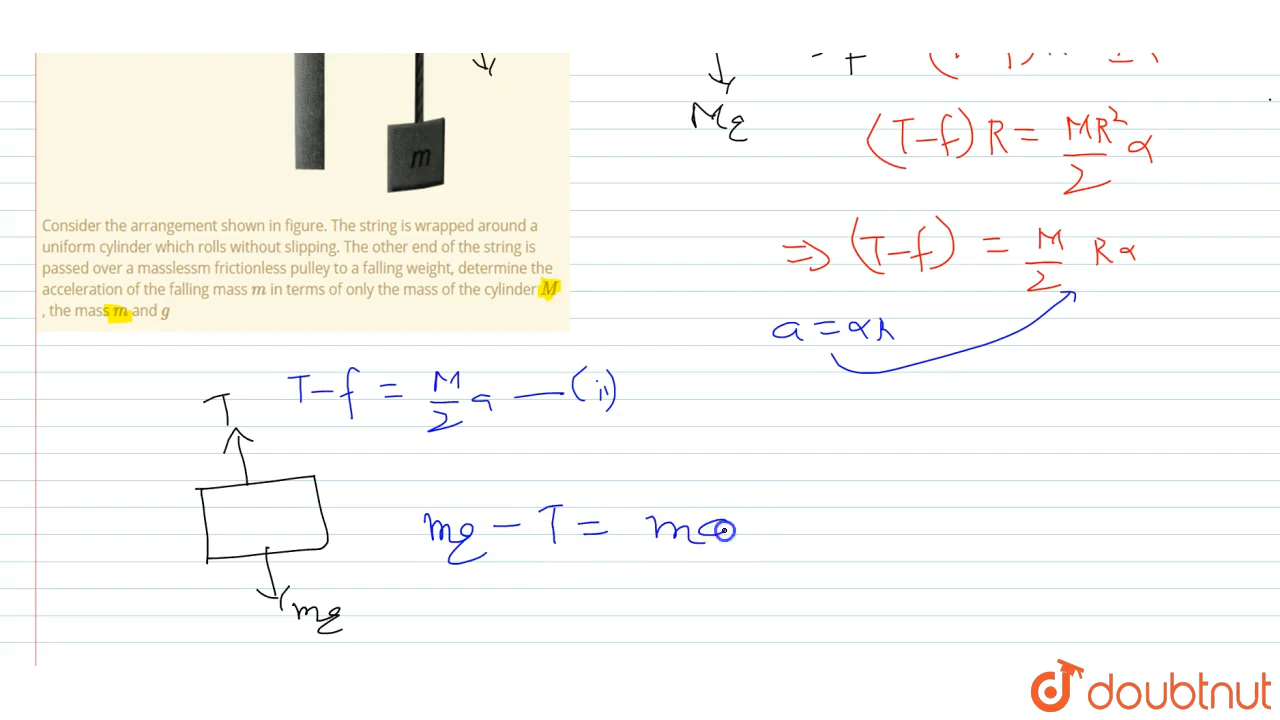 m
Consider the arrangement shown in figure. The string is wrapped around a
uniform cylinder which rolls without slipping. The other end of the string is
passed over a masslessm frictionless pulley to a falling weight, determine the
acceleration of the falling mass m in terms of only the mass of the cylinder M
, the mass m and g
Mg
(T-f) R = MR²/2 α
=> (T-f) = M/2 Rα
a = αR
T-f = M/2 a — (ii)
T
mg - T = ma
mg
doubtnut